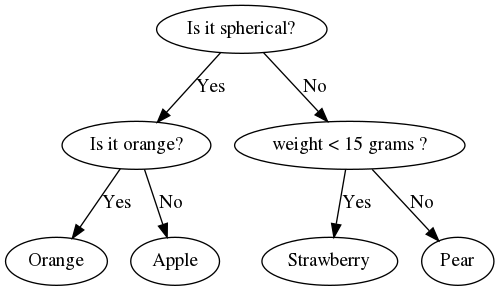 Is it spherical?
Yes
No
Is it orange?
weight < 15 grams ?
Yes
No
Yes
No
Orange
Apple
Strawberry
Pear